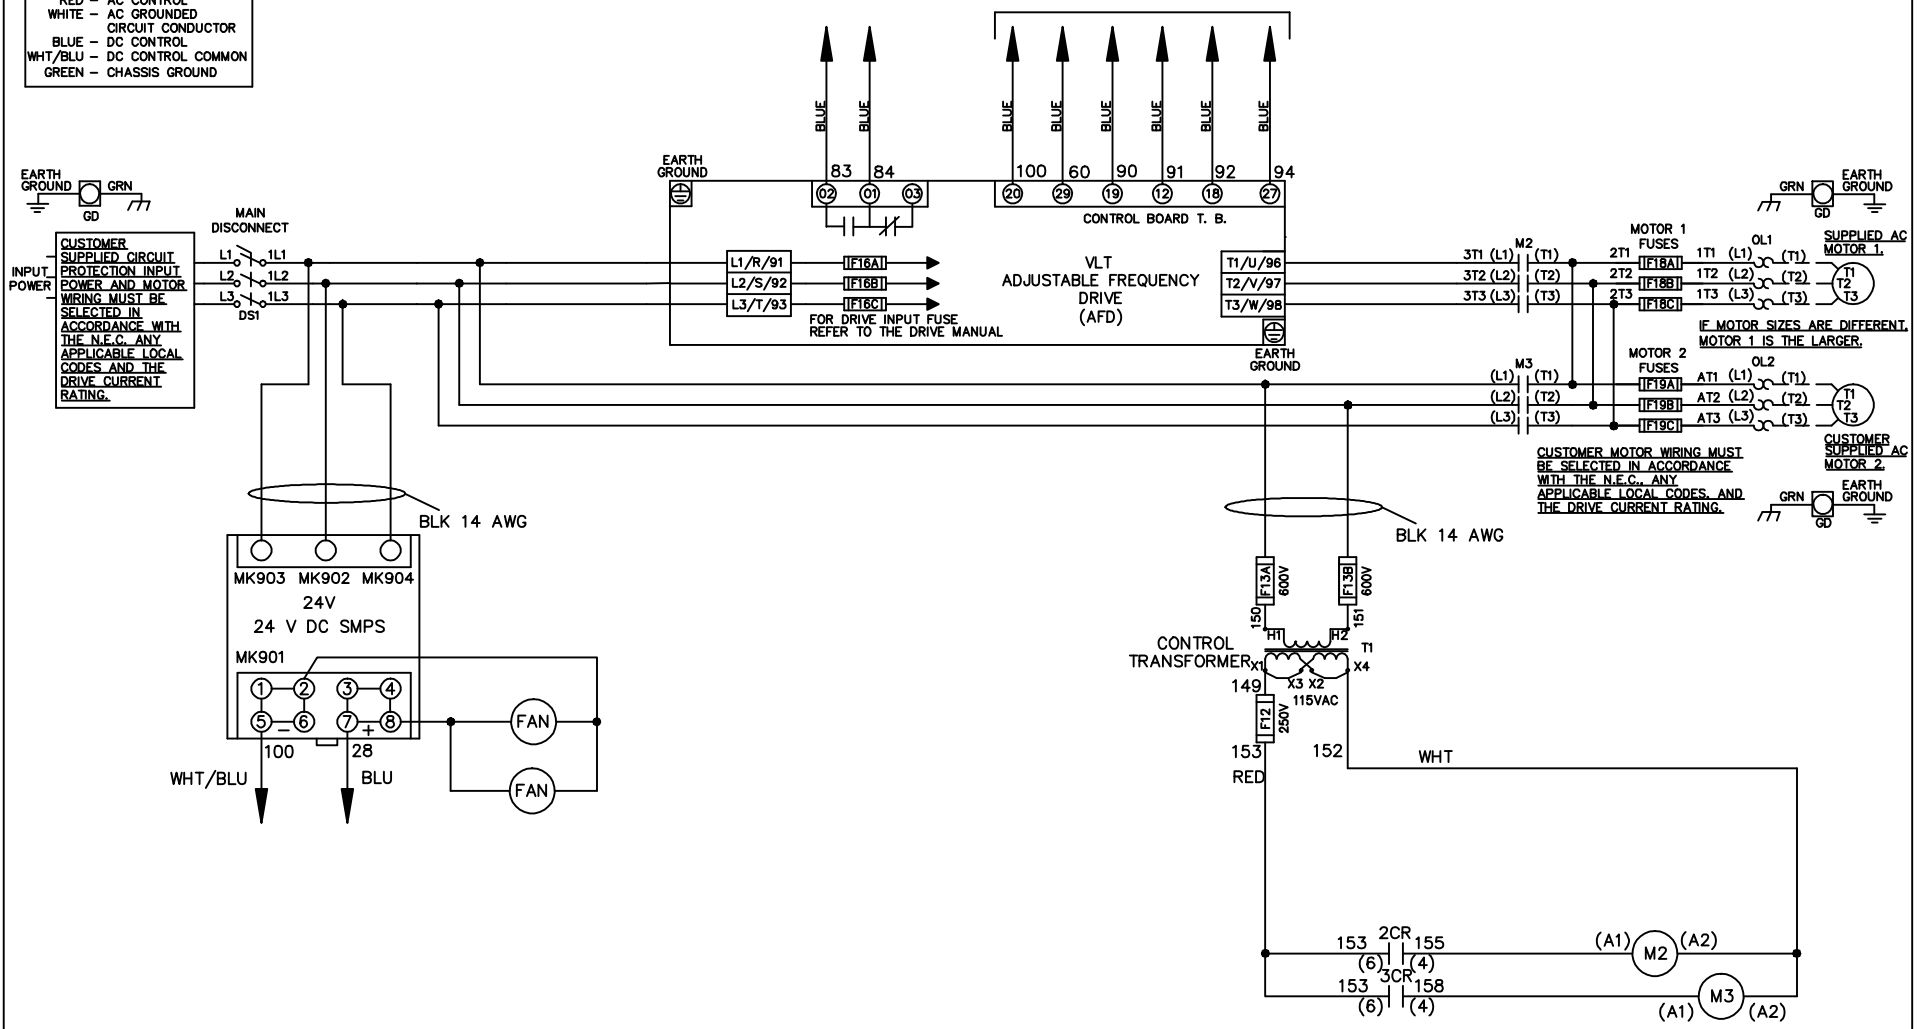 RED – AC CONTROL
WHITE – AC GROUNDED
CIRCUIT CONDUCTOR
BLUE – DC CONTROL
WHT/BLU – DC CONTROL COMMON
GREEN – CHASSIS GROUND
BLUE
BLUE
BLUE
BLUE
BLUE
BLUE
BLUE
BLUE
EARTH
GROUND
83
84
100
60
90
91
92
94
02
01
03
20
29
19
12
18
27
CONTROL BOARD T. B.
EARTH
GROUND
GRN
GD
MAIN
DISCONNECT
L1
1L1
L2
1L2
L3
1L3
DS1
INPUT
POWER
CUSTOMER
SUPPLIED CIRCUIT
PROTECTION INPUT
POWER AND MOTOR
WIRING MUST BE
SELECTED IN
ACCORDANCE WITH
THE N.E.C. ANY
APPLICABLE LOCAL
CODES AND THE
DRIVE CURRENT
RATING.
L1/R/91
L2/S/92
L3/T/93
F16A
F16B
F16C
FOR DRIVE INPUT FUSE
REFER TO THE DRIVE MANUAL
VLT
ADJUSTABLE FREQUENCY
DRIVE
(AFD)
T1/U/96
T2/V/97
T3/W/98
EARTH
GROUND
M2
3T1 (L1) (T1)
3T2 (L2) (T2)
3T3 (L3) (T3)
MOTOR 1
FUSES
2T1 F18A 1T1 (L1) (T1)
2T2 F18B 1T2 (L2) (T2)
2T3 F18C 1T3 (L3) (T3)
OL1
GRN
EARTH
GROUND
GD
SUPPLIED AC
MOTOR 1.
T1
T2
T3
IF MOTOR SIZES ARE DIFFERENT,
MOTOR 1 IS THE LARGER.
M3
(L1) (T1)
(L2) (T2)
(L3) (T3)
MOTOR 2
FUSES
OL2
F19A AT1 (L1) (T1)
F19B AT2 (L2) (T2)
F19C AT3 (L3) (T3)
T1
T2
T3
CUSTOMER
SUPPLIED AC
MOTOR 2.
CUSTOMER MOTOR WIRING MUST
BE SELECTED IN ACCORDANCE
WITH THE N.E.C., ANY
APPLICABLE LOCAL CODES, AND
THE DRIVE CURRENT RATING.
GRN
EARTH
GROUND
GD
BLK 14 AWG
BLK 14 AWG
MK903 MK902 MK904
24V
24 V DC SMPS
MK901
1 2 3 4
5 6 7 8
– +
100
28
WHT/BLU
BLU
FAN
FAN
F13A
600V
F13B
600V
150
151
H1
H2
T1
CONTROL
TRANSFORMER
X1
X4
X3 X2
149
115VAC
F12
250V
153
152
RED
WHT
2CR
153 155
(6) (4)
(A1) M2 (A2)
3CR
153 158
(6) (4)
(A1) M3 (A2)